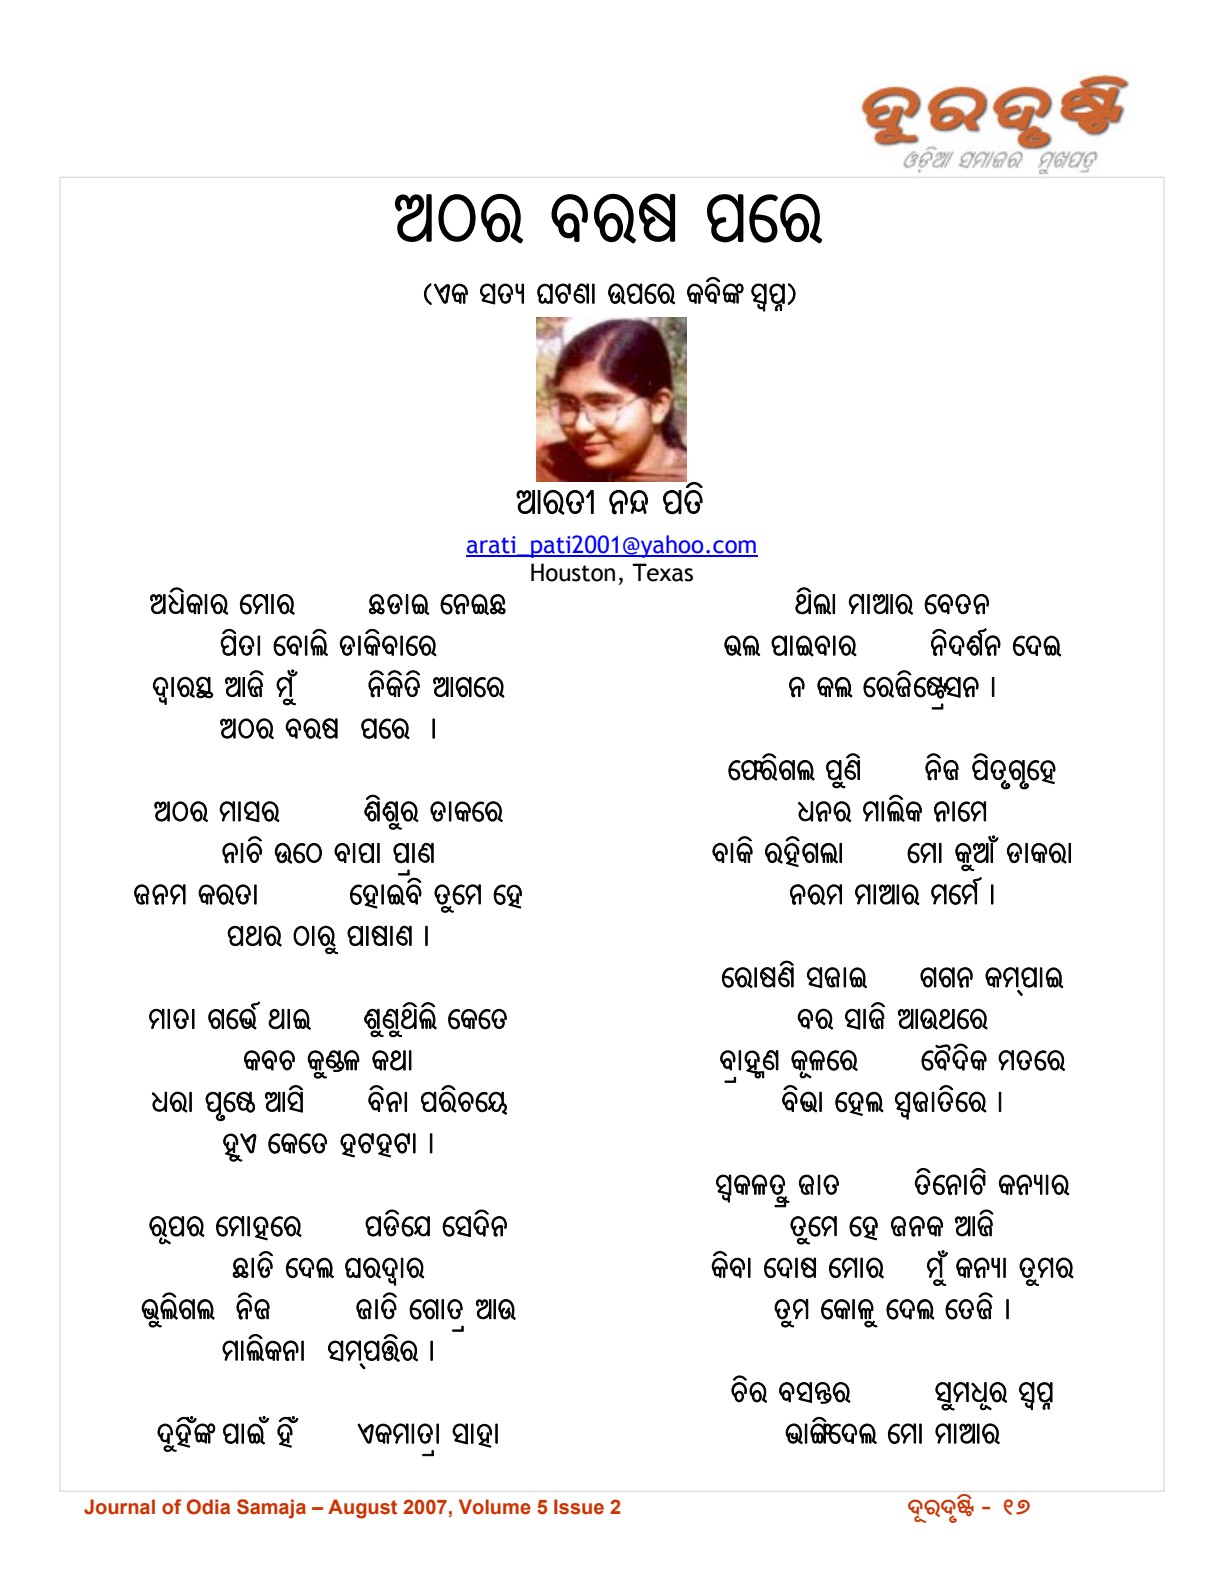 ଦୂରଦୃଷ୍ଟି
ଓଡ଼ିଆ ସମାଜର ମୁଖପତ୍ର
ଅଠର ବରଷ ପରେ
(ଏକ ସତ୍ୟ ଘଟଣା ଉପରେ କବିଙ୍କ ସ୍ୱପ୍ନ)
ଆରତୀ ନନ୍ଦ ପତି
arati_pati2001@yahoo.com
Houston, Texas
ଅଧିକାର ମୋର ଛଡାଇ ନେଇଛ
ପିତା ବୋଲି ଡାକିବାରେ
ଦ୍ୱାରସ୍ଥ ଆଜି ମୁଁ ନିକିତି ଆଗରେ
ଅଠର ବରଷ ପରେ ।
ଅଠର ମାସର ଶିଶୁର ଡାକରେ
ନାଚି ଉଠେ ବାପା ପ୍ରାଣ
ଜନମ କରତା ହୋଇବି ତୁମେ ହେ
ପଥର ଠାରୁ ପାଷାଣ ।
ମାତା ଗର୍ଭେ ଥାଇ ଶୁଣୁଥିଲି କେତେ
କବଚ କୁଣ୍ଡଳ କଥା
ଧରା ପୃଷ୍ଠେ ଆସି ବିନା ପରିଚୟେ
ହୁଏ କେତେ ହଟହଟା ।
ରୂପର ମୋହରେ ପଡିଯେ ସେଦିନ
ଛାଡି ଦେଲ ଘରଦ୍ୱାର
ଭୁଲିଗଲ ନିଜ ଜାତି ଗୋତ୍ର ଆଉ
ମାଲିକନା ସମ୍ପତ୍ତିର ।
ଦୁହିଁଙ୍କ ପାଇଁ ହିଁ ଏକମାତ୍ରା ସାହା
ଥିଲା ମାଆର ବେତନ
ଭଲ ପାଇବାର ନିଦର୍ଶନ ଦେଇ
ନ କଲ ରେଜିଷ୍ଟ୍ରେସନ ।
ଫେରିଗଲ ପୁଣି ନିଜ ପିତୃଗୃହେ
ଧନର ମାଲିକ ନାମେ
ବାକି ରହିଗଲା ମୋ କୁଆଁ ଡାକରା
ନରମ ମାଆର ମର୍ମେ ।
ରୋଷଣି ସଜାଇ ଗଗନ କମ୍ପାଇ
ବର ସାଜି ଆଉଥରେ
ବ୍ରାହ୍ମଣ କୂଳରେ ବୈଦିକ ମତରେ
ବିଭା ହେଲ ସ୍ୱଜାତିରେ ।
ସ୍ୱକଳତ୍ରୁ ଜାତ ତିନୋଟି କନ୍ୟାର
ତୁମେ ହେ ଜନକ ଆଜି
କିବା ଦୋଷ ମୋର ମୁଁ କନ୍ୟା ତୁମର
ତୁମ କୋଳୁ ଦେଲ ତେଜି ।
ଚିର ବସନ୍ତର ସୁମଧୂର ସ୍ୱପ୍ନ
ଭାଙ୍ଗିଦେଲ ମୋ ମାଆର
Journal of Odia Samaja – August 2007, Volume 5 Issue 2 ଦୂରଦୃଷ୍ଟି - ୧୭